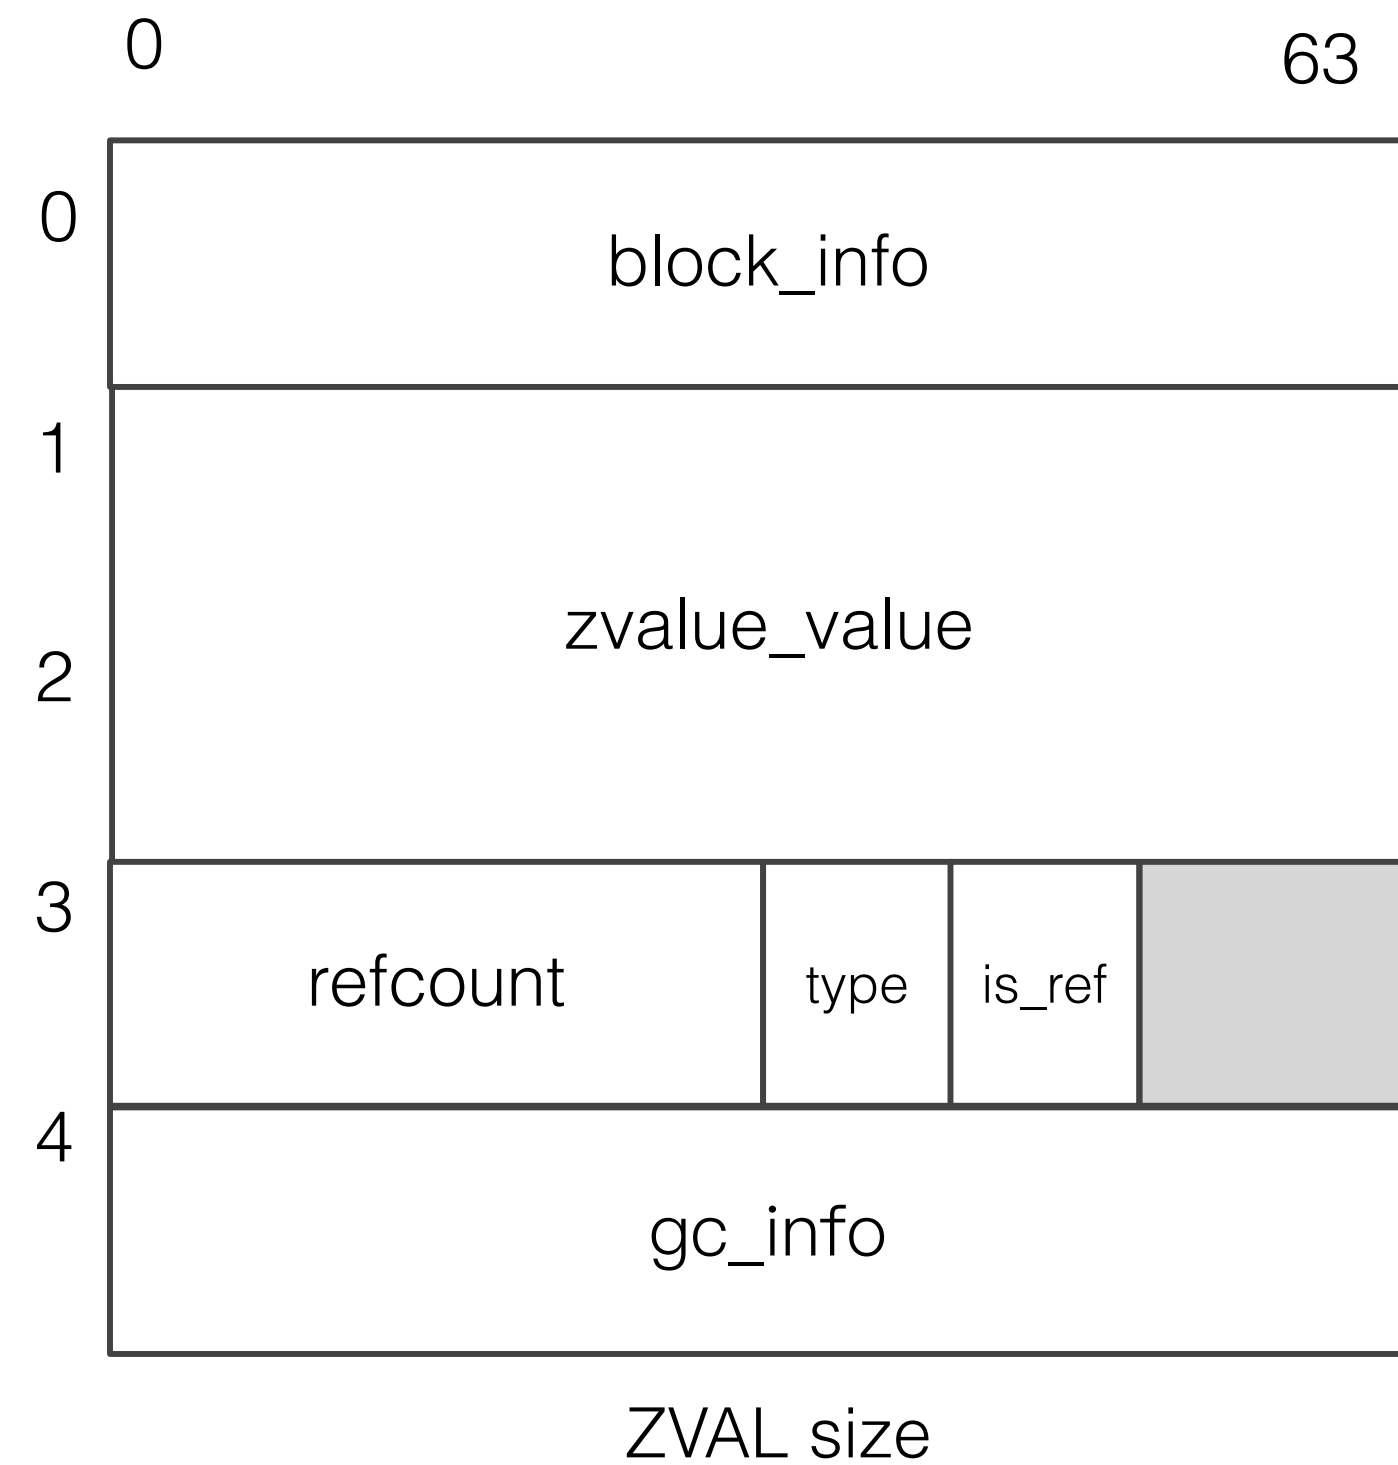 0 63
0
block_info
1
zvalue_value
2
3
refcount type is_ref
4
gc_info
ZVAL size